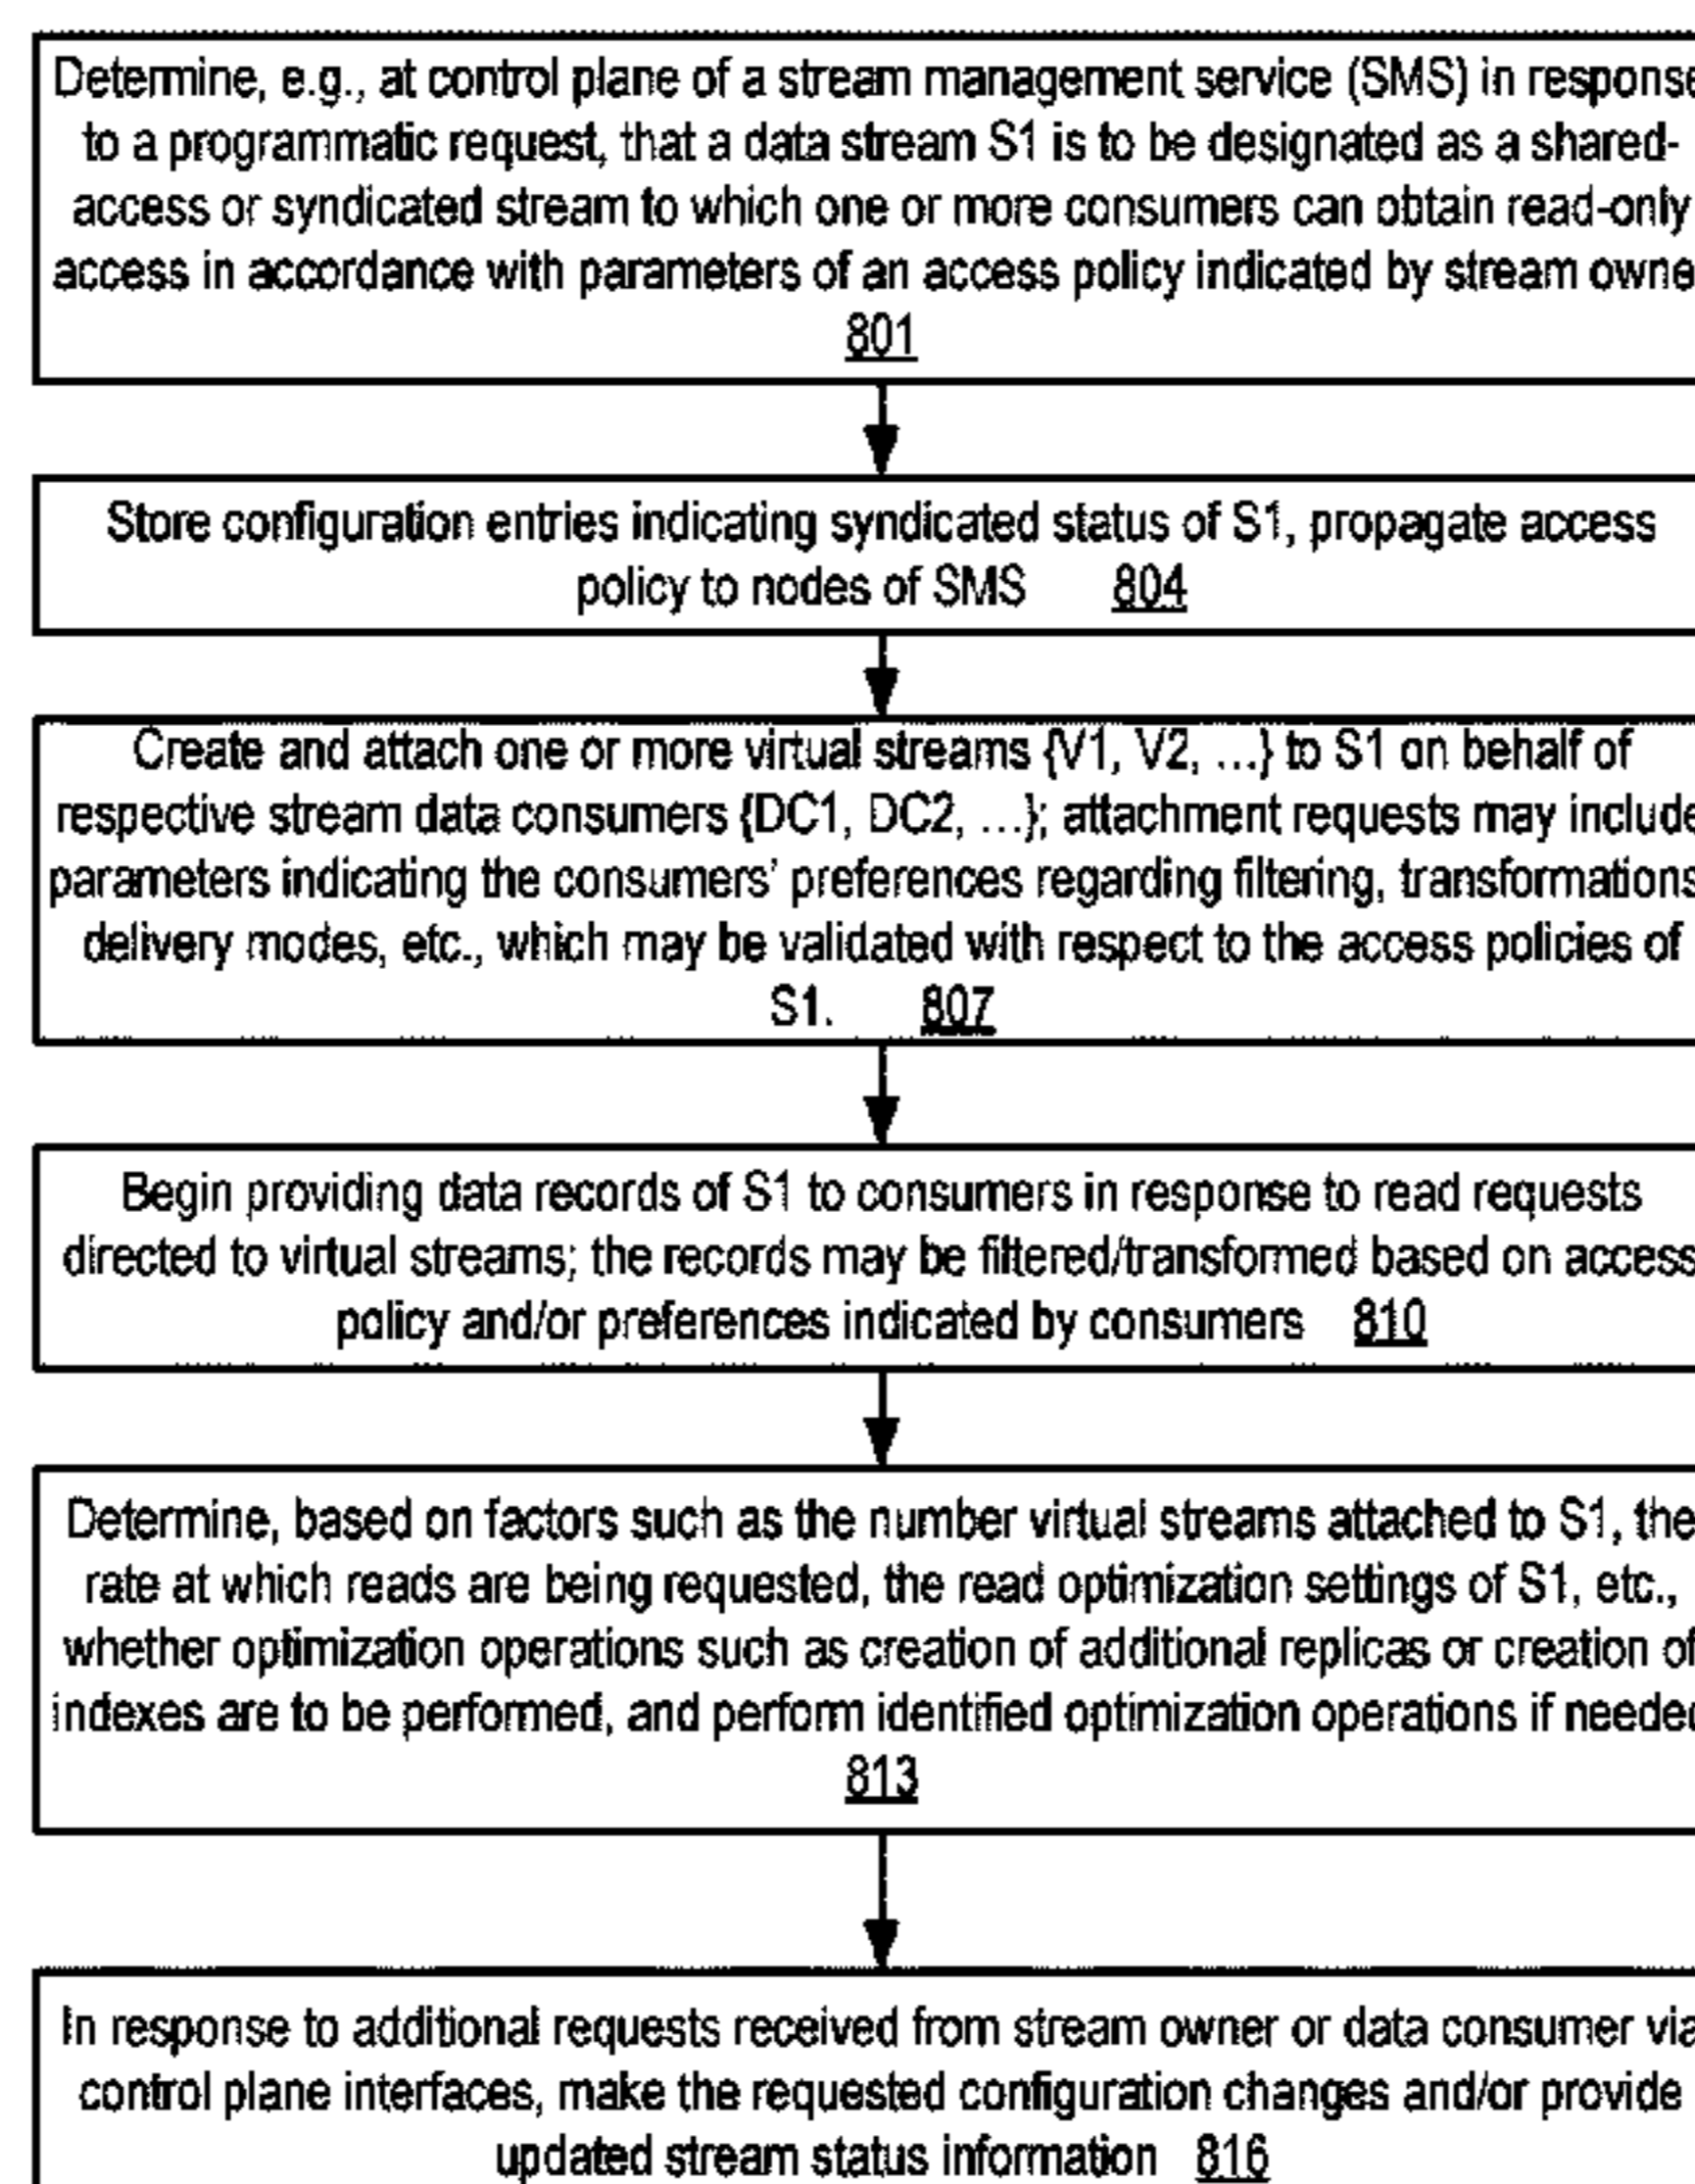 Determine, e.g., at control plane of a stream management service (SMS) in response
to a programmatic request, that a data stream S1 is to be designated as a shared-
access or syndicated stream to which one or more consumers can obtain read-only
access in accordance with parameters of an access policy indicated by stream owne
801
Store configuration entries indicating syndicated status of S1, propagate access
policy to nodes of SMS 804
Create and attach one or more virtual streams {V1, V2, ...} to S1 on behalf of
respective stream data consumers {DC1, DC2, ...}; attachment requests may include
parameters indicating the consumers' preferences regarding filtering, transformations
delivery modes, etc., which may be validated with respect to the access policies of
S1. 807
Begin providing data records of S1 to consumers in response to read requests
directed to virtual streams; the records may be filtered/transformed based on access
policy and/or preferences indicated by consumers 810
Determine, based on factors such as the number virtual streams attached to S1, the
rate at which reads are being requested, the read optimization settings of S1, etc.,
whether optimization operations such as creation of additional replicas or creation of
indexes are to be performed, and perform identified optimization operations if needed
813
In response to additional requests received from stream owner or data consumer via
control plane interfaces, make the requested configuration changes and/or provide
updated stream status information 816